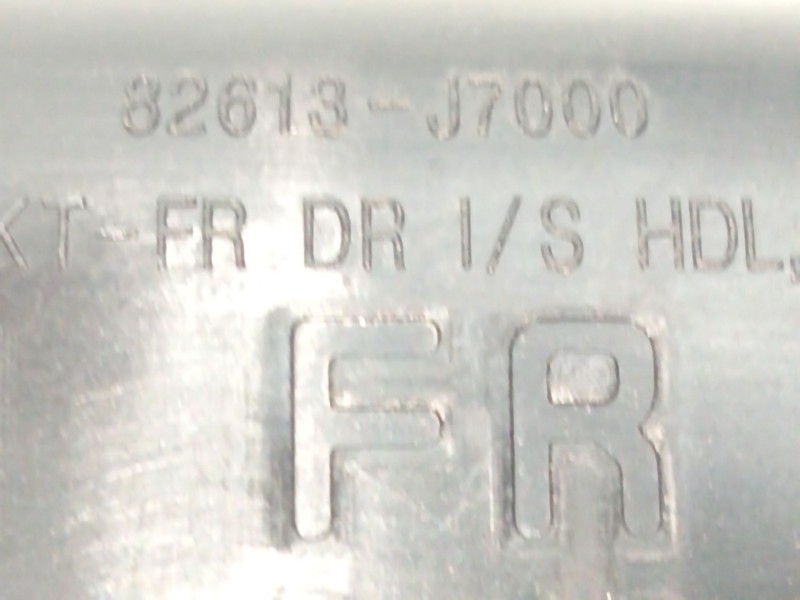 82613-J7000
KT-FR DR I/S HDL,
FR